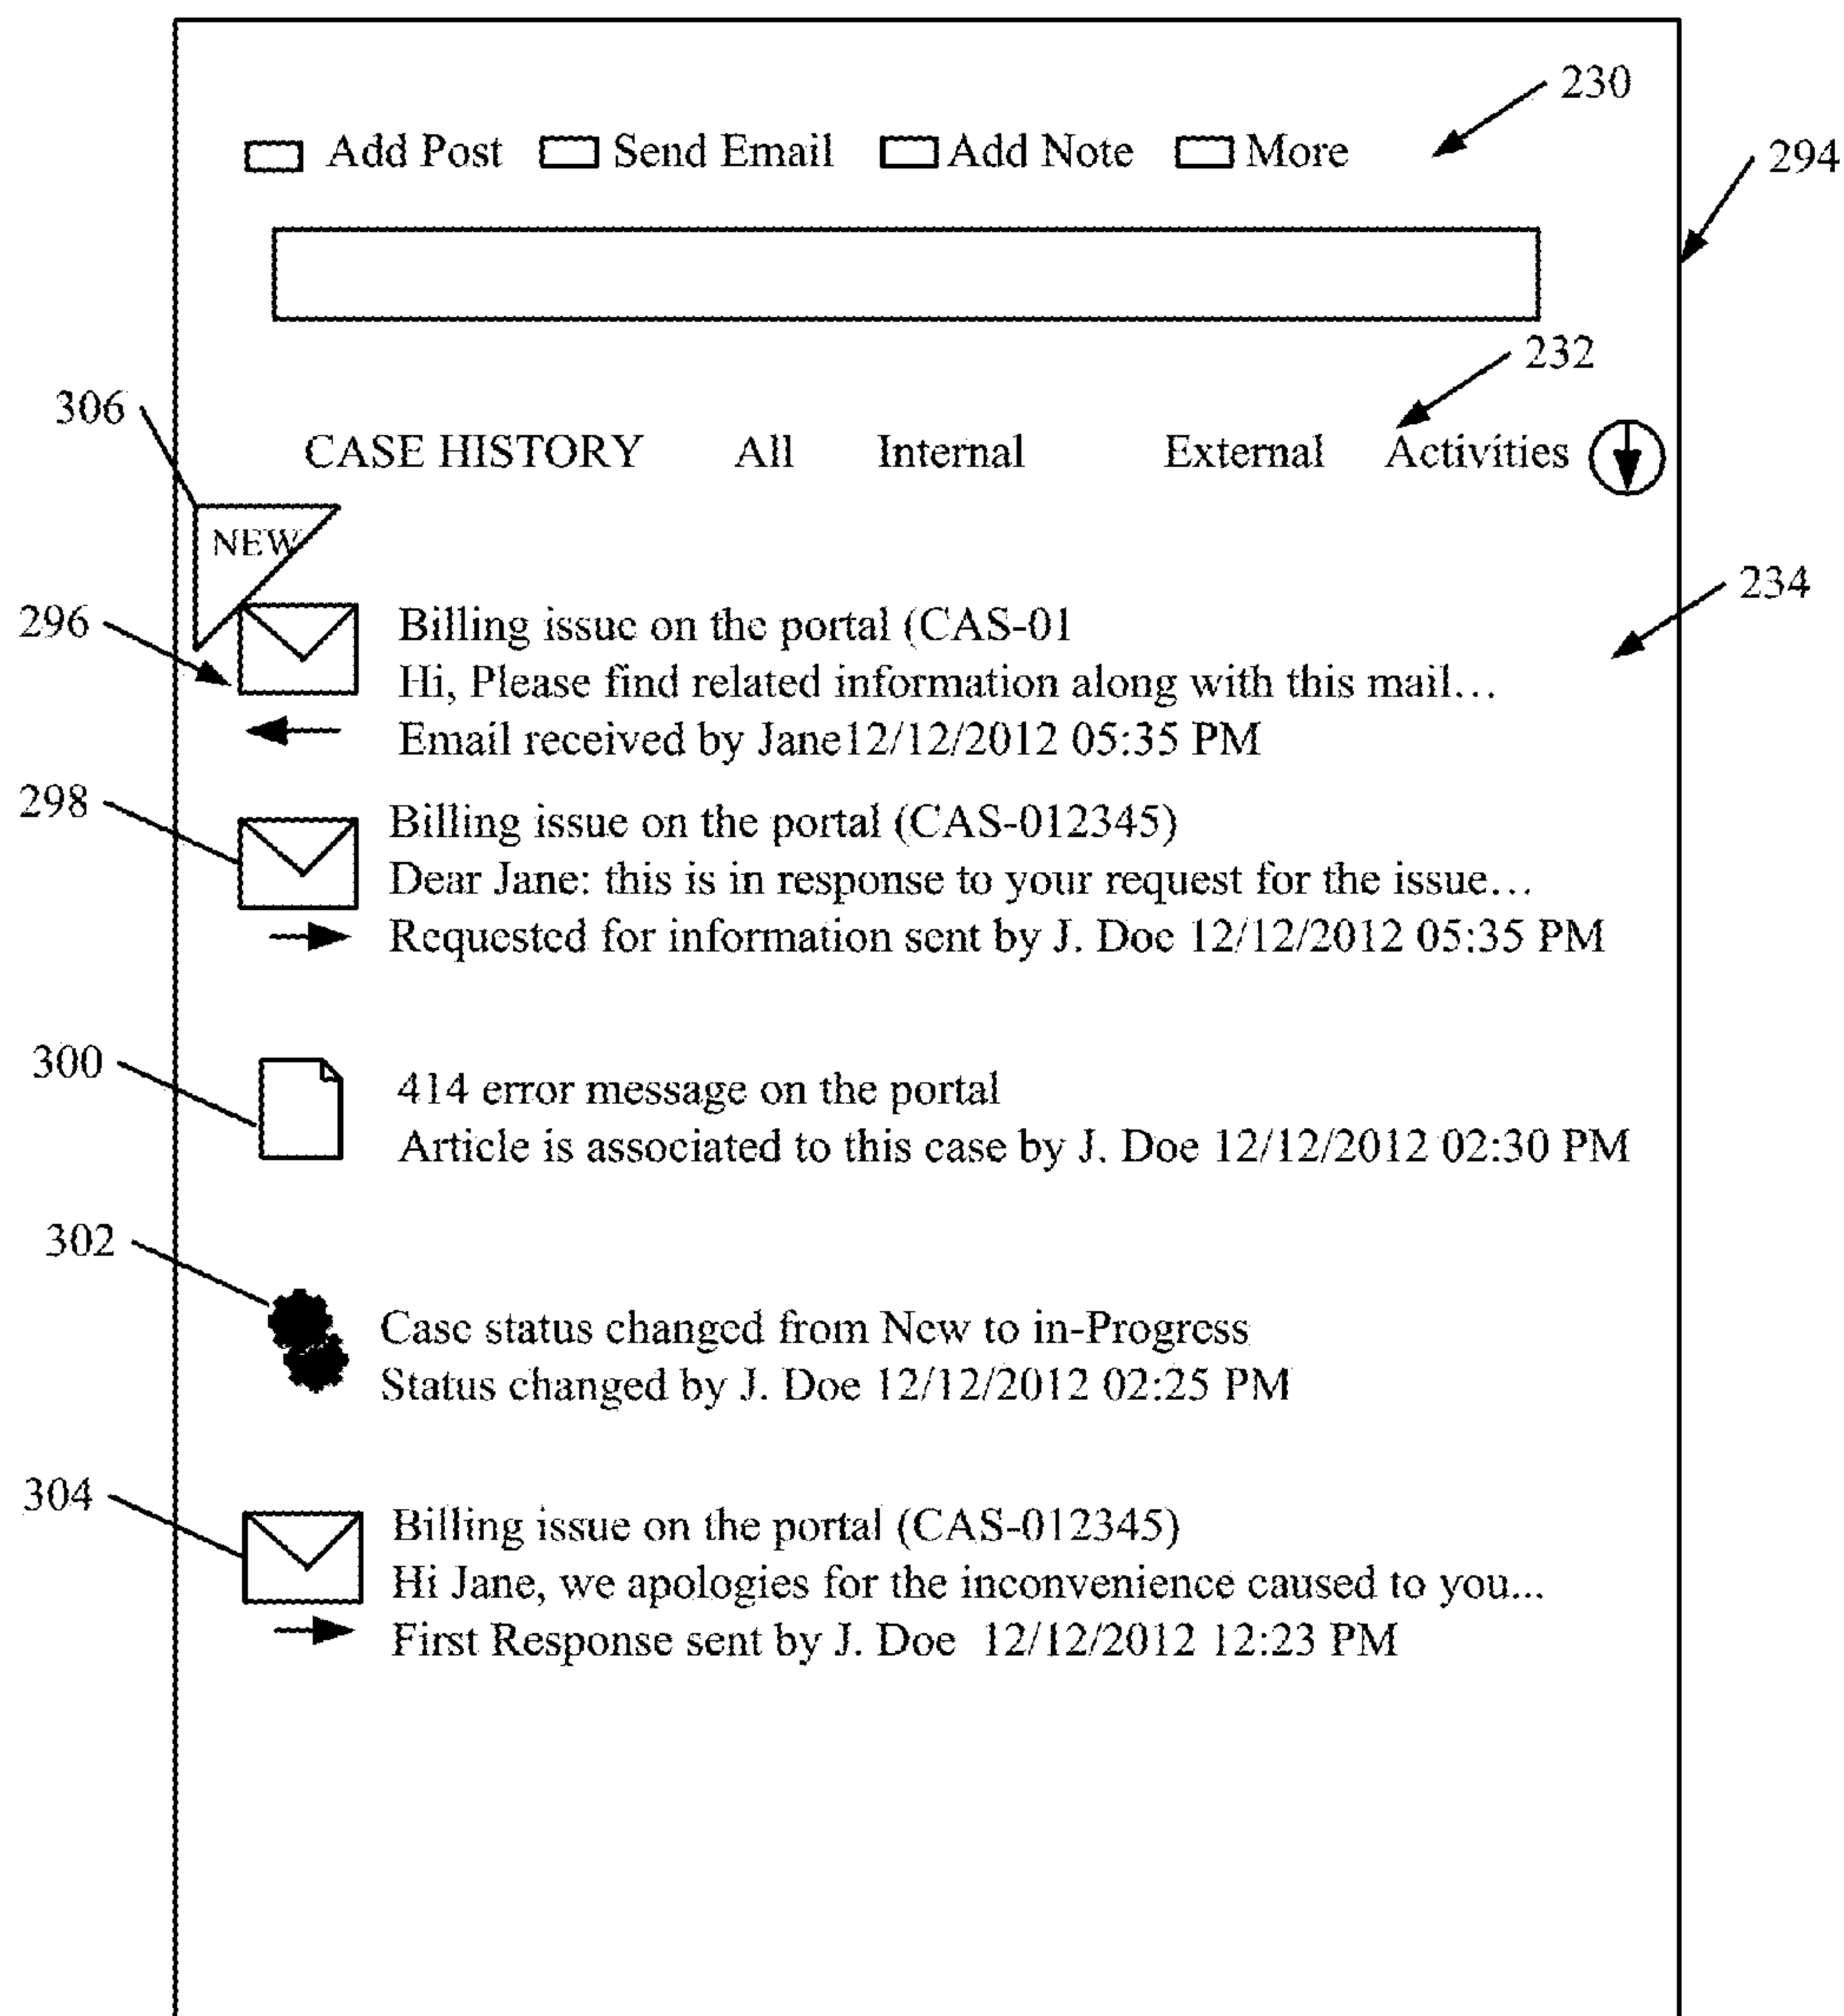 230
Add Post Send Email Add Note More
294
232
306
CASE HISTORY All Internal External Activities
NEW
234
296
Billing issue on the portal (CAS-01
Hi, Please find related information along with this mail…
Email received by Jane12/12/2012 05:35 PM
298
Billing issue on the portal (CAS-012345)
Dear Jane: this is in response to your request for the issue…
Requested for information sent by J. Doe 12/12/2012 05:35 PM
300
414 error message on the portal
Article is associated to this case by J. Doe 12/12/2012 02:30 PM
302
Case status changed from New to in-Progress
Status changed by J. Doe 12/12/2012 02:25 PM
304
Billing issue on the portal (CAS-012345)
Hi Jane, we apologies for the inconvenience caused to you...
First Response sent by J. Doe 12/12/2012 12:23 PM